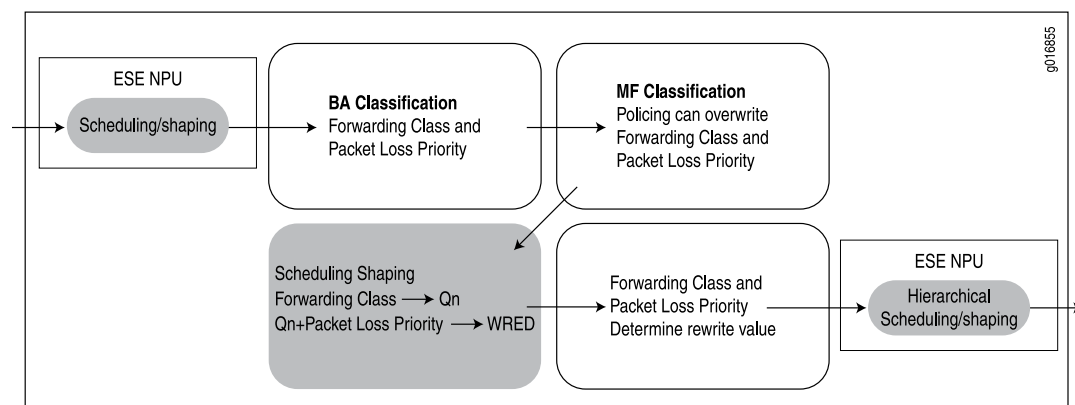 g016855
ESE NPU
Scheduling/shaping
BA Classification
Forwarding Class and
Packet Loss Priority
MF Classification
Policing can overwrite
Forwarding Class and
Packet Loss Priority
Scheduling Shaping
Forwarding Class → Qn
Qn+Packet Loss Priority → WRED
Forwarding Class and
Packet Loss Priority
Determine rewrite value
ESE NPU
Hierarchical
Scheduling/shaping